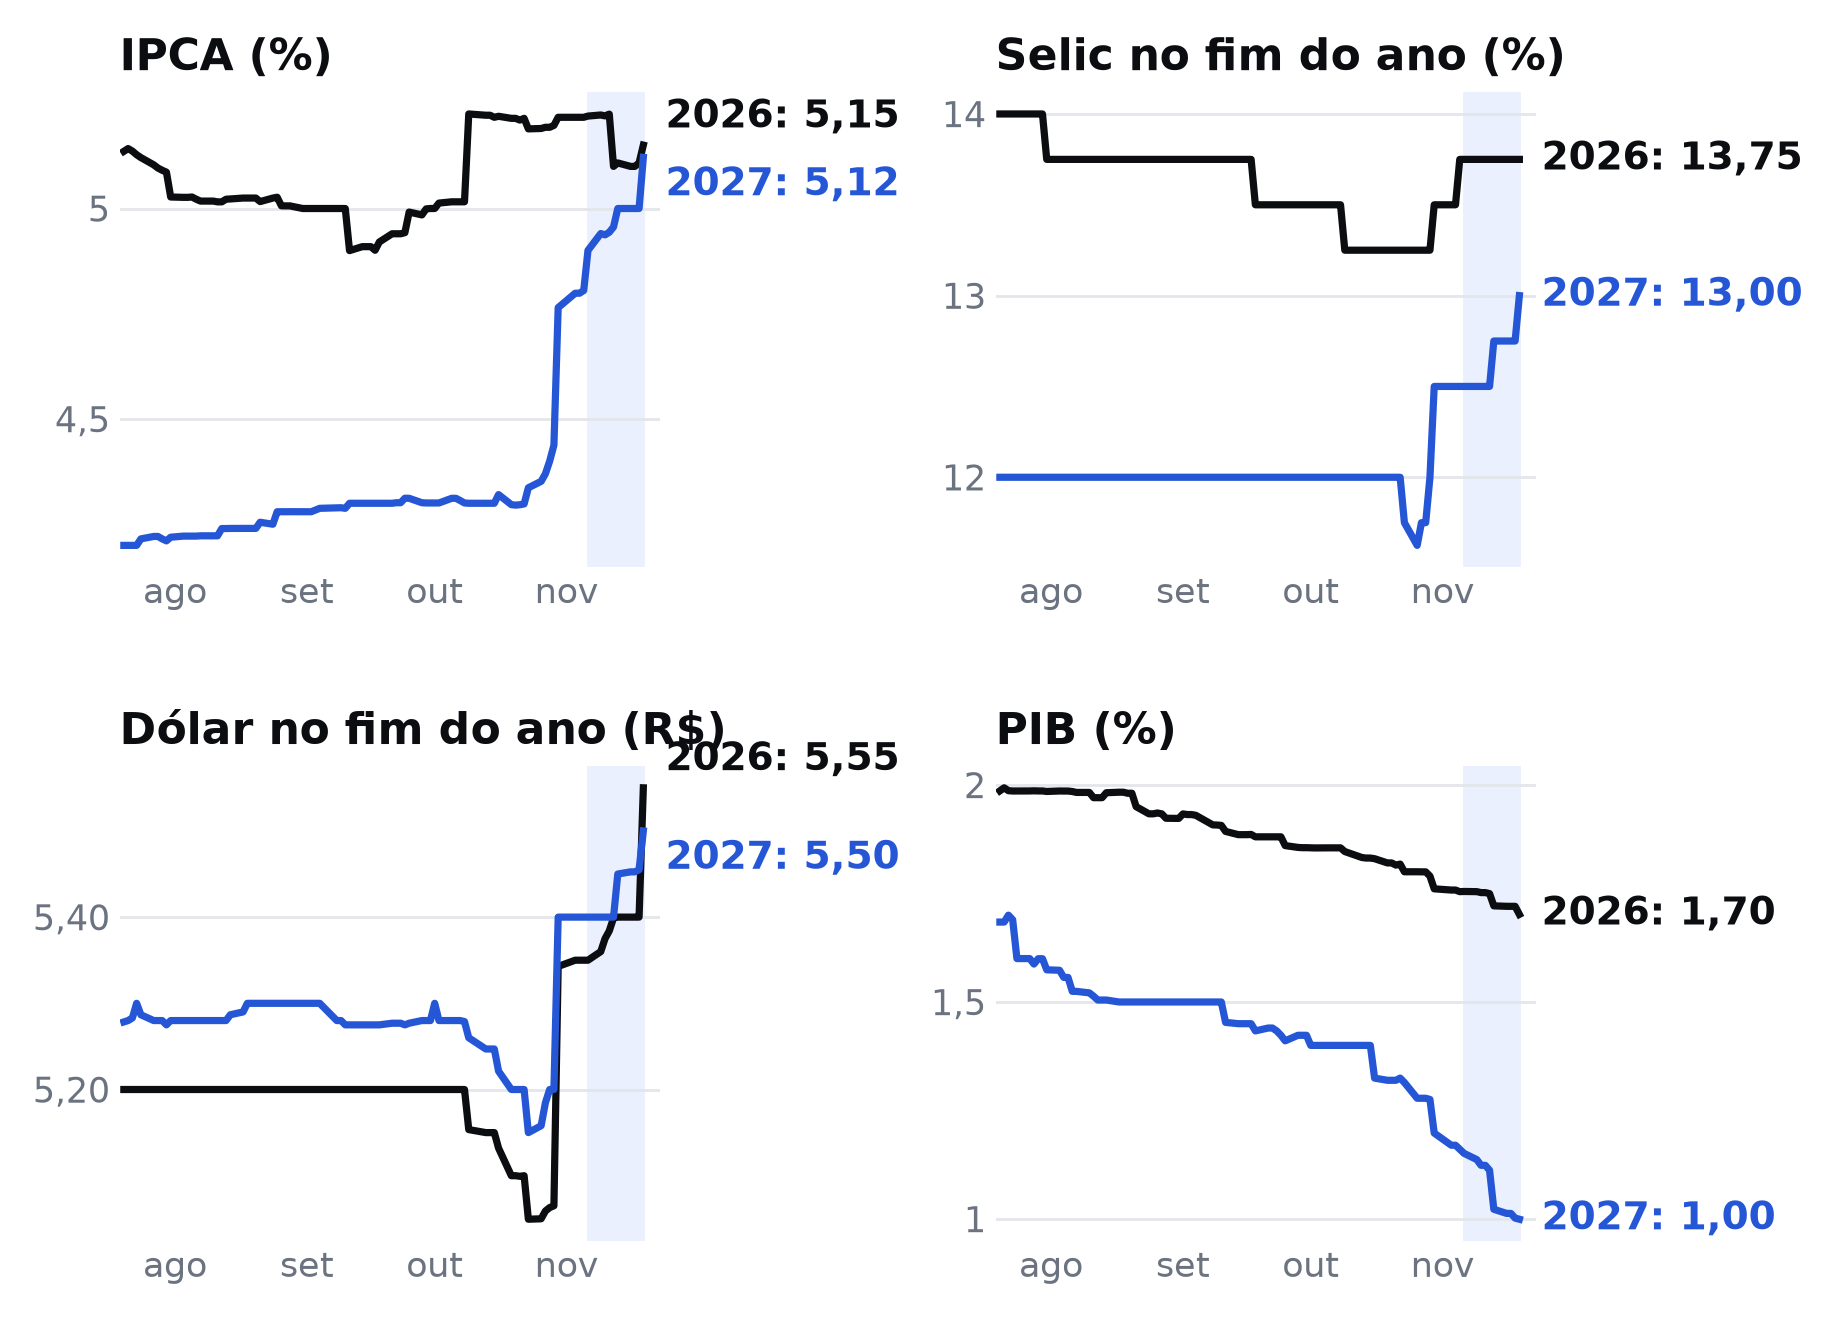 IPCA (%)
2026: 5,15
2027: 5,12
5
4,5
ago set out nov
Selic no fim do ano (%)
14
2026: 13,75
13
2027: 13,00
12
ago set out nov
Dólar no fim do ano (R$)
2026: 5,55
2027: 5,50
5,40
5,20
ago set out nov
PIB (%)
2
2026: 1,70
1,5
1
2027: 1,00
ago set out nov